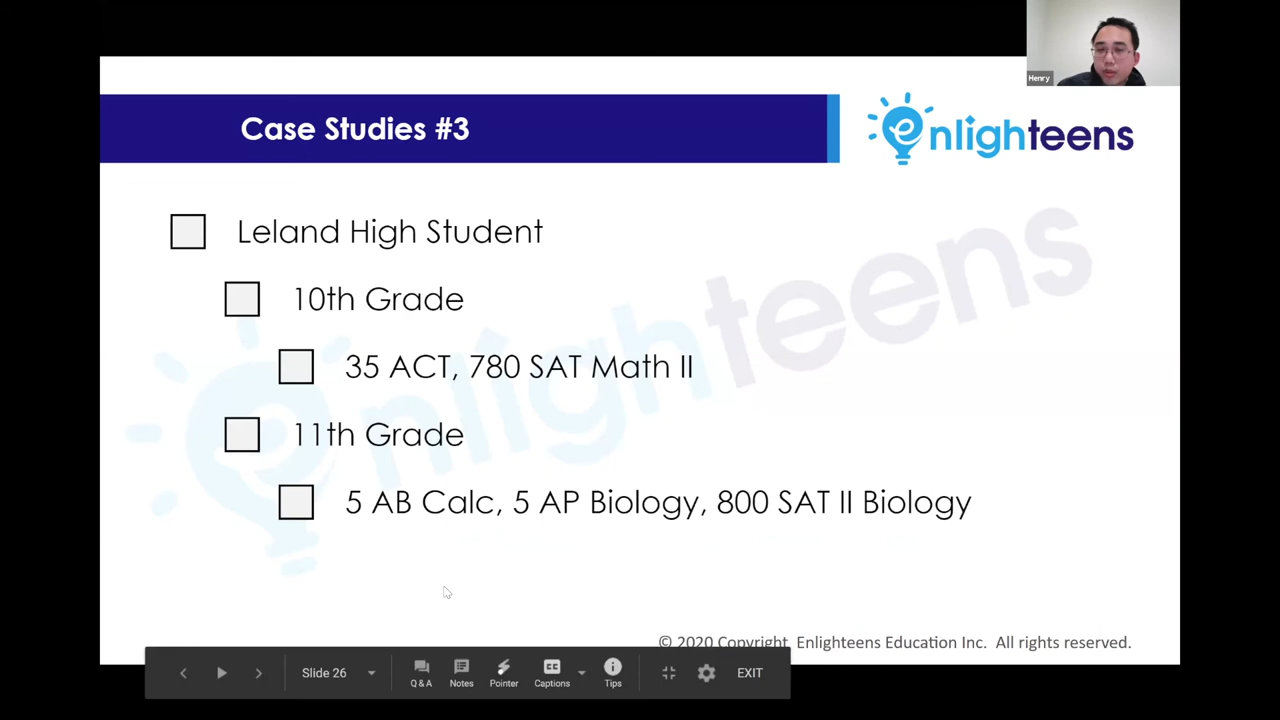 Henry
Case Studies #3
enlighteens
Leland High Student
10th Grade
35 ACT, 780 SAT Math II
11th Grade
5 AB Calc, 5 AP Biology, 800 SAT II Biology
enlighteens
© 2020 Copyright, Enlighteens Education Inc. All rights reserved.
Slide 26
Q & A
Notes
Pointer
CC
Captions
Tips
EXIT